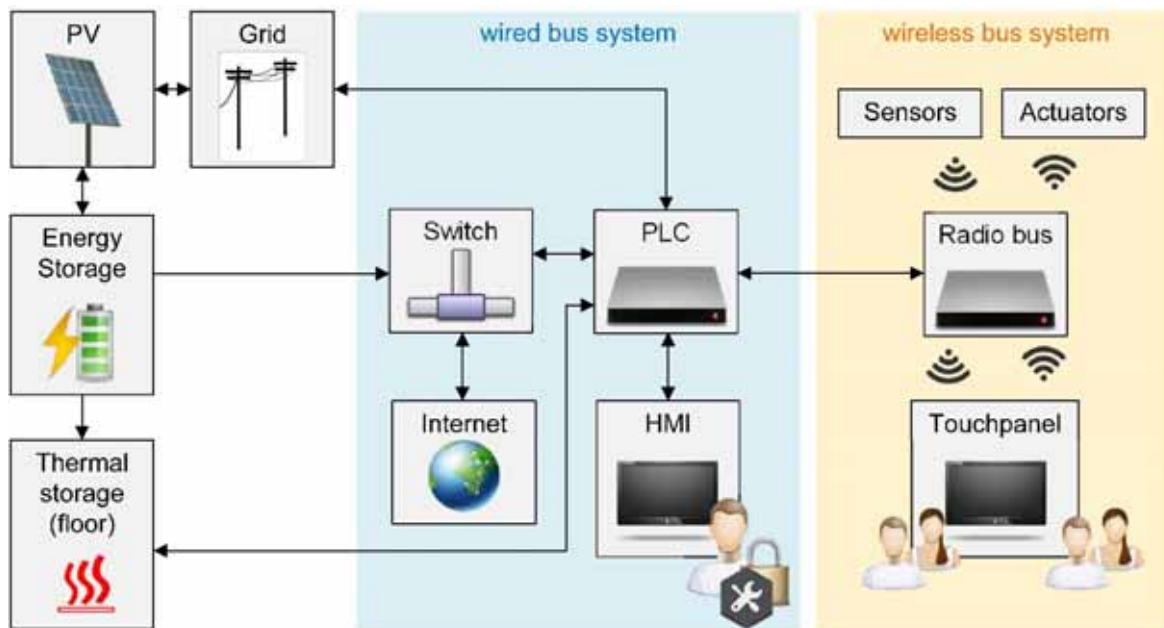 PV
Grid
wired bus system
wireless bus system
Sensors
Actuators
Energy
Storage
Switch
PLC
Radio bus
Thermal
storage
(floor)
Internet
HMI
Touchpanel